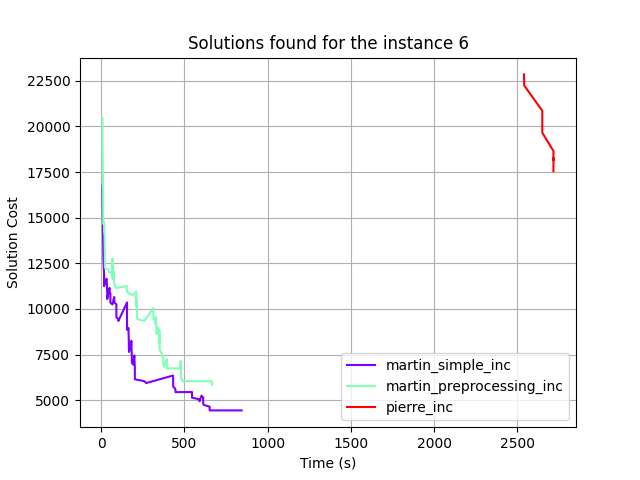 Solutions found for the instance 6
22500
20000
17500
15000
12500
10000
7500
5000
Solution Cost
martin_simple_inc
martin_preprocessing_inc
pierre_inc
0 500 1000 1500 2000 2500
Time (s)